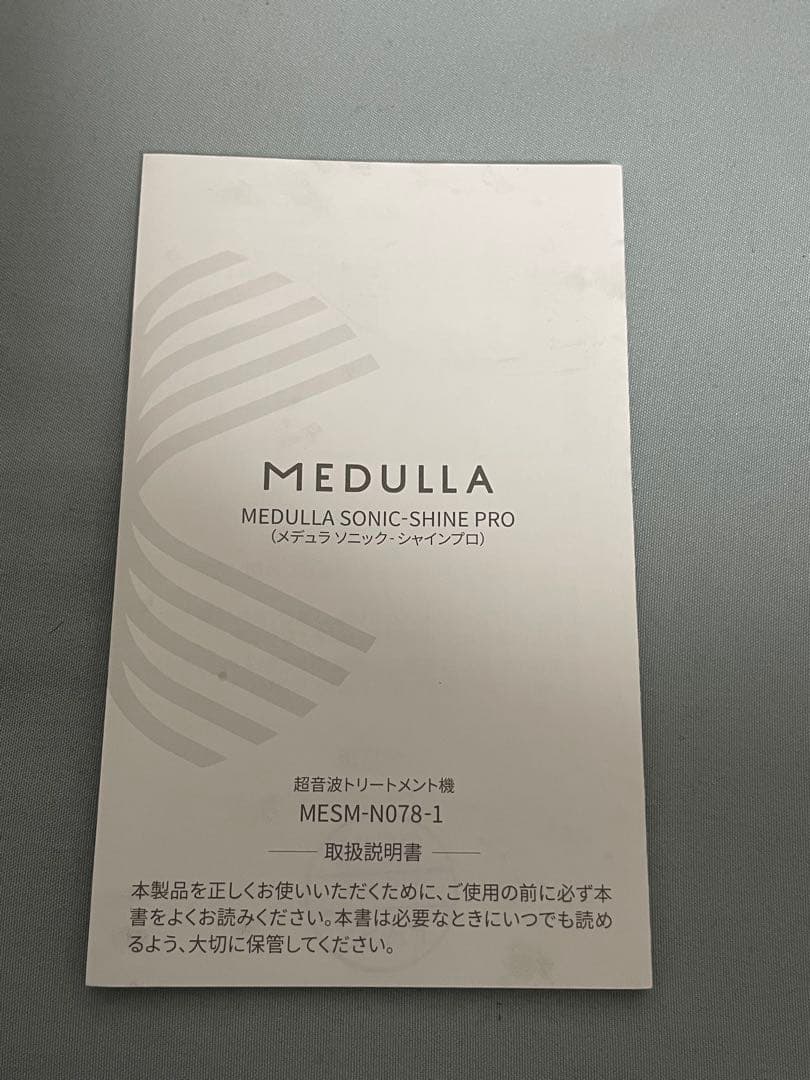 MEDULLA
MEDULLA SONIC-SHINE PRO
（メデュラ ソニック-シャインプロ）
超音波トリートメント機
MESM-N078-1
取扱説明書
本製品を正しくお使いいただくために、ご使用の前に必ず本
書をよくお読みください。本書は必要なときにいつでも読め
るよう、大切に保管してください。